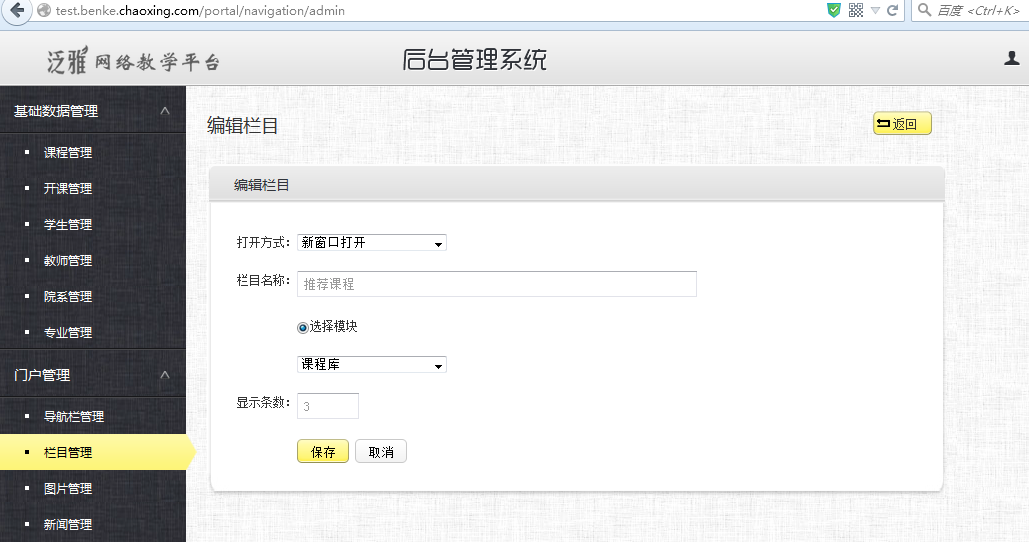 test.benke.chaoxing.com/portal/navigation/admin
百度 <Ctrl+K>
泛雅 网络教学平台
后台管理系统
基础数据管理
课程管理
开课管理
学生管理
教师管理
院系管理
专业管理
门户管理
导航栏管理
栏目管理
图片管理
新闻管理
编辑栏目
返回
编辑栏目
打开方式: 新窗口打开
栏目名称: 推荐课程
选择模块
课程库
显示条数: 3
保存 取消